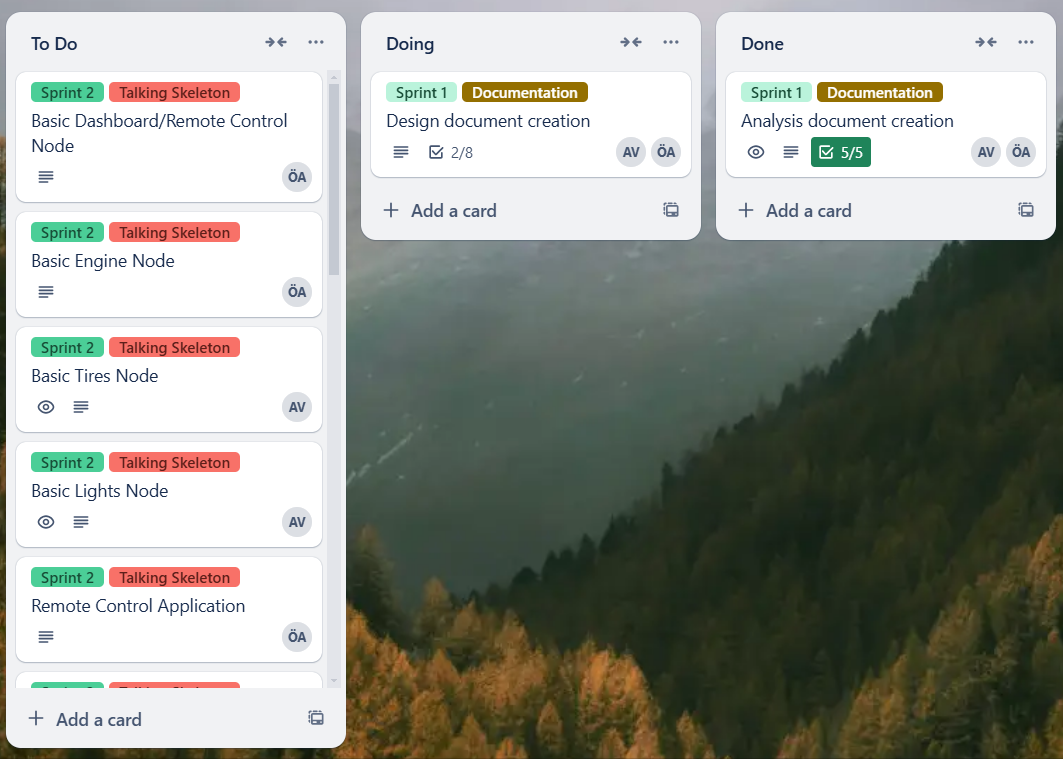 To Do
Sprint 2 Talking Skeleton
Basic Dashboard/Remote Control
Node
ÖA
Sprint 2 Talking Skeleton
Basic Engine Node
ÖA
Sprint 2 Talking Skeleton
Basic Tires Node
AV
Sprint 2 Talking Skeleton
Basic Lights Node
AV
Sprint 2 Talking Skeleton
Remote Control Application
ÖA
Add a card
Doing
Sprint 1 Documentation
Design document creation
2/8 AV ÖA
Add a card
Done
Sprint 1 Documentation
Analysis document creation
5/5 AV ÖA
Add a card